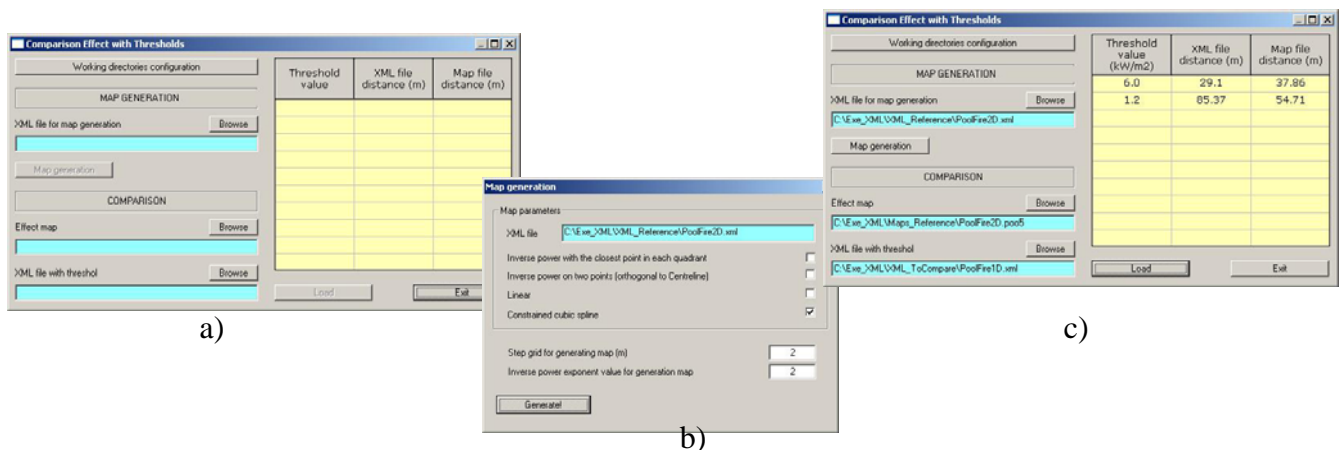 Comparison Effect with Thresholds
Working directories configuration
MAP GENERATION
XML file for map generation
Browse
Map generation
COMPARISON
Effect map
Browse
XML file with threshol
Browse
Threshold value
XML file distance (m)
Map file distance (m)
Load
Exit
a)
Map generation
Map parameters
XML file
C:\Exe_XML\XML_Reference\PoolFire2D.xml
Inverse power with the closest point in each quadrant
Inverse power on two points (orthogonal to Centreline)
Linear
Constrained cubic spline
Step grid for generating map (m)
2
Inverse power exponent value for generation map
2
Generate!
b)
Comparison Effect with Thresholds
Working directories configuration
MAP GENERATION
XML file for map generation
Browse
C:\Exe_XML\XML_Reference\PoolFire2D.xml
Map generation
COMPARISON
Effect map
Browse
C:\Exe_XML\Maps_Reference\PoolFire2D.poo5
XML file with threshol
Browse
C:\Exe_XML\XML_ToCompare\PoolFire1D.xml
Threshold value (kW/m2)
XML file distance (m)
Map file distance (m)
6.0 29.1 37.86
1.2 85.37 54.71
Load
Exit
c)